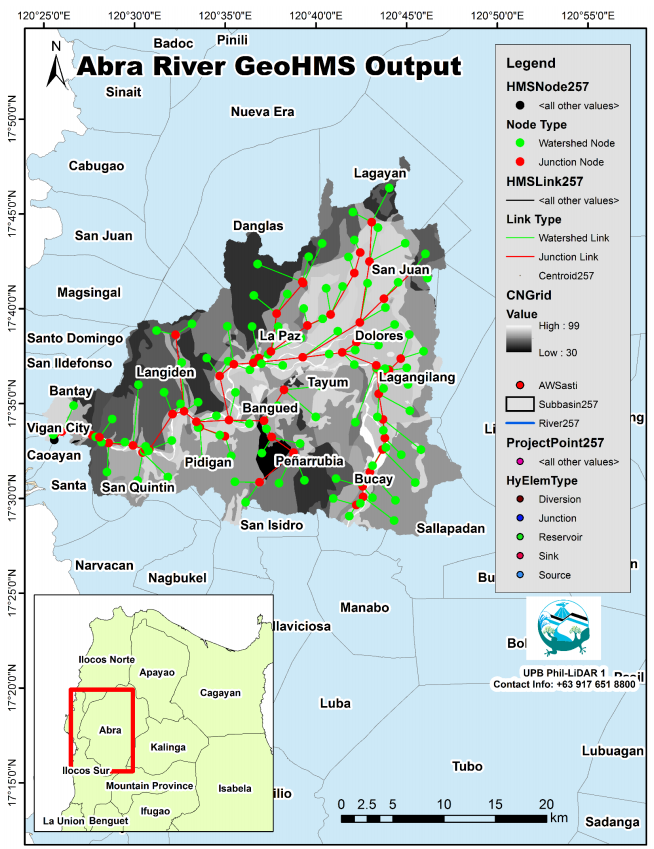 120°25'0"E 120°30'0"E 120°35'0"E 120°40'0"E 120°45'0"E 120°50'0"E 120°55'0"E
N
Badoc
Pinili
Abra River GeoHMS Output
Sinait
Nueva Era
Cabugao
Lagayan
Danglas
San Juan
San Juan
Magsingal
Santo Domingo
La Paz
Dolores
San Ildefonso
Langiden
Tayum
Lagangilang
Bantay
Bangued
Vigan City
Caoayan
Pidigan
Peñarrubia
Santa
San Quintin
Bucay
San Isidro
Sallapadan
Narvacan
Nagbukel
Manabo
llaviciosa
Luba
Tubo
Lubuagan
Sadanga
ilio
Li
ng
Bu
n
Bol
17°50'0"N
17°45'0"N
17°40'0"N
17°35'0"N
17°30'0"N
17°25'0"N
17°20'0"N
17°15'0"N
Legend
HMSNode257
<all other values>
Node Type
Watershed Node
Junction Node
HMSLink257
<all other values>
Link Type
Watershed Link
Junction Link
Centroid257
CNGrid
Value
High : 99
Low : 30
AWSasti
Subbasin257
River257
ProjectPoint257
<all other values>
HyElemType
Diversion
Junction
Reservoir
Sink
Source
UPB Phil-LiDAR 1
Contact Info: +63 917 651 8800
Ilocos Norte
Apayao
Cagayan
Abra
Kalinga
Ilocos Sur
Mountain Province
Isabela
Ifugao
La Union Benguet
0 2.5 5 10 15 20
km